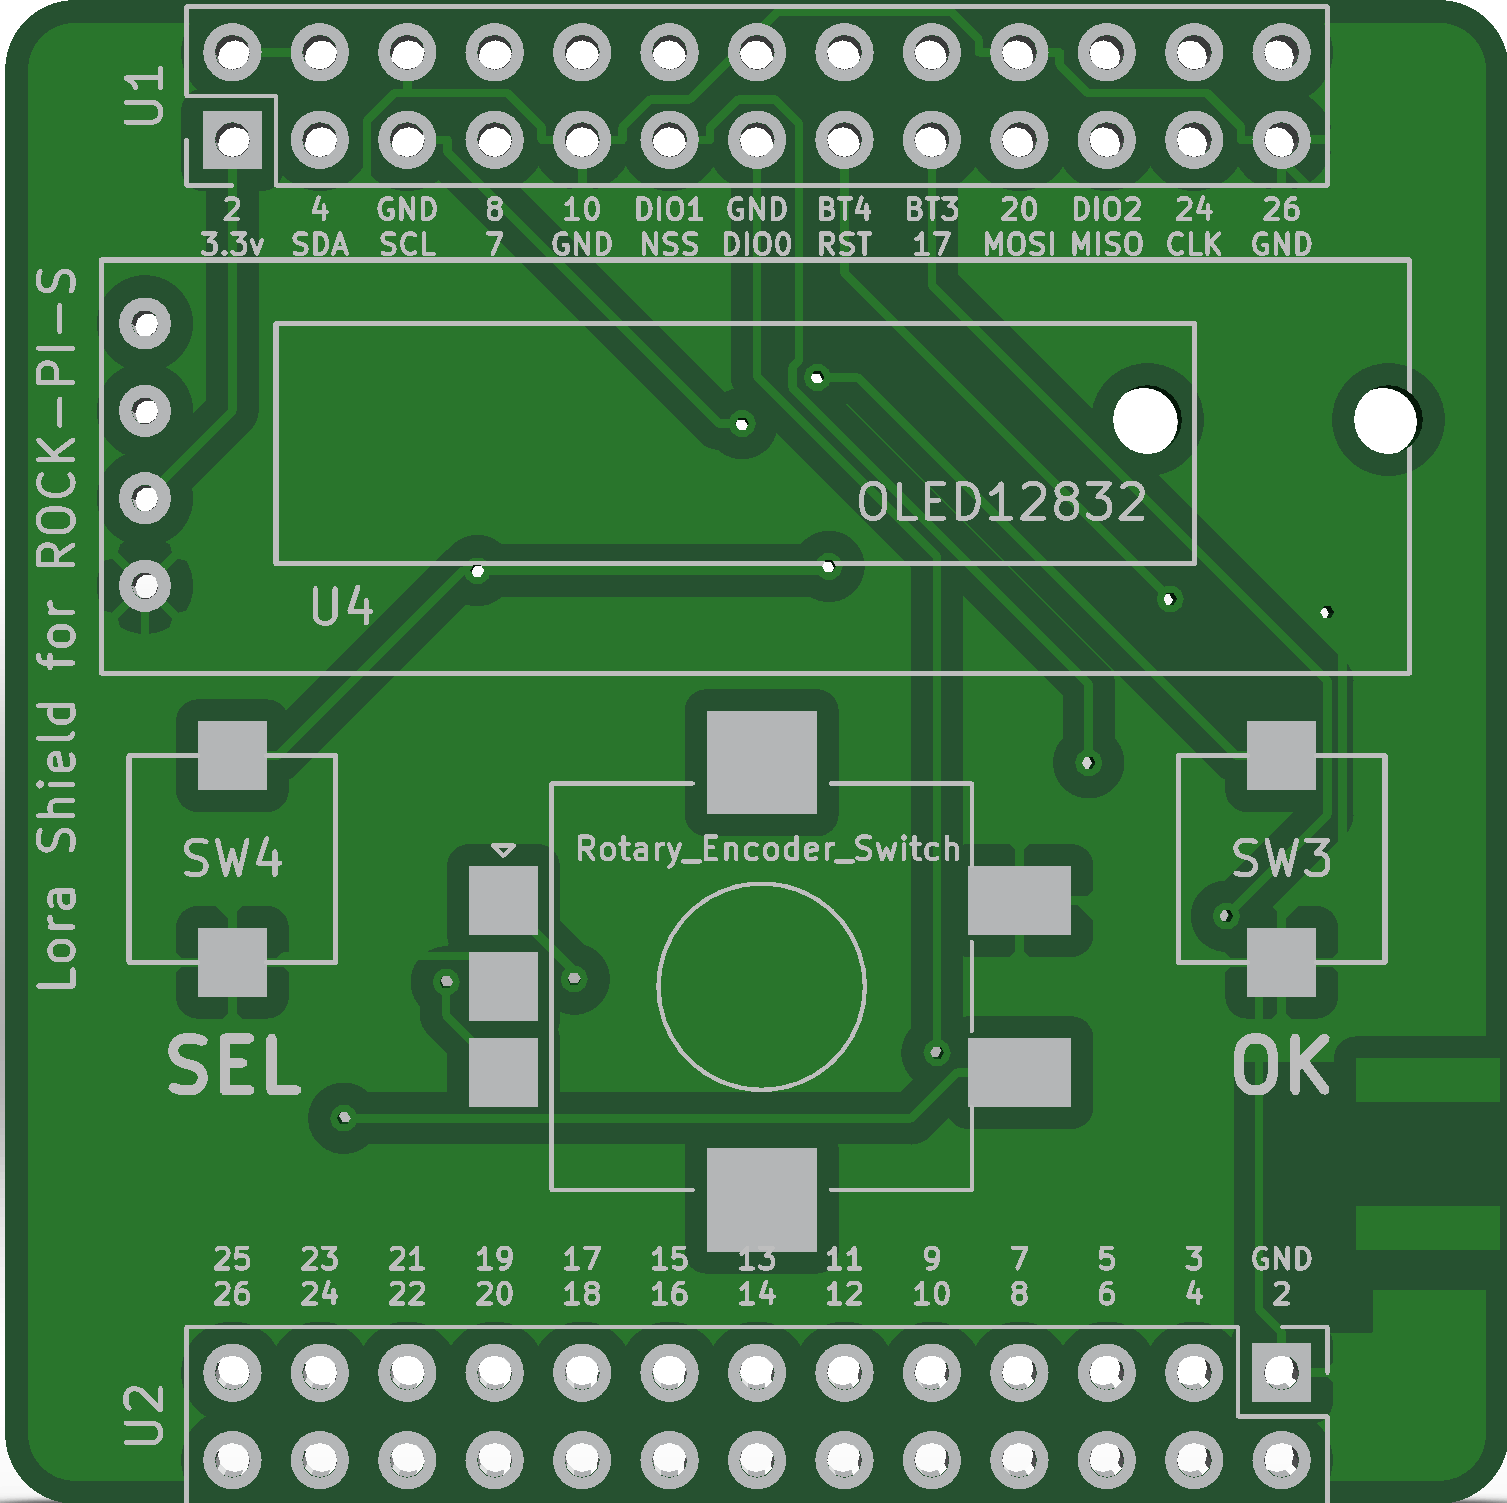 U1
2 4 GND 8 10 DIO1 GND BT4 BT3 20 DIO2 24 26
3.3v SDA SCL 7 GND NSS DIO0 RST 17 MOSI MISO CLK GND
Lora Shield for ROCK-PI-S
OLED12832
U4
Rotary_Encoder_Switch
SW4
SW3
SEL
OK
25 23 21 19 17 15 13 11 9 7 5 3 GND
26 24 22 20 18 16 14 12 10 8 6 4 2
U2